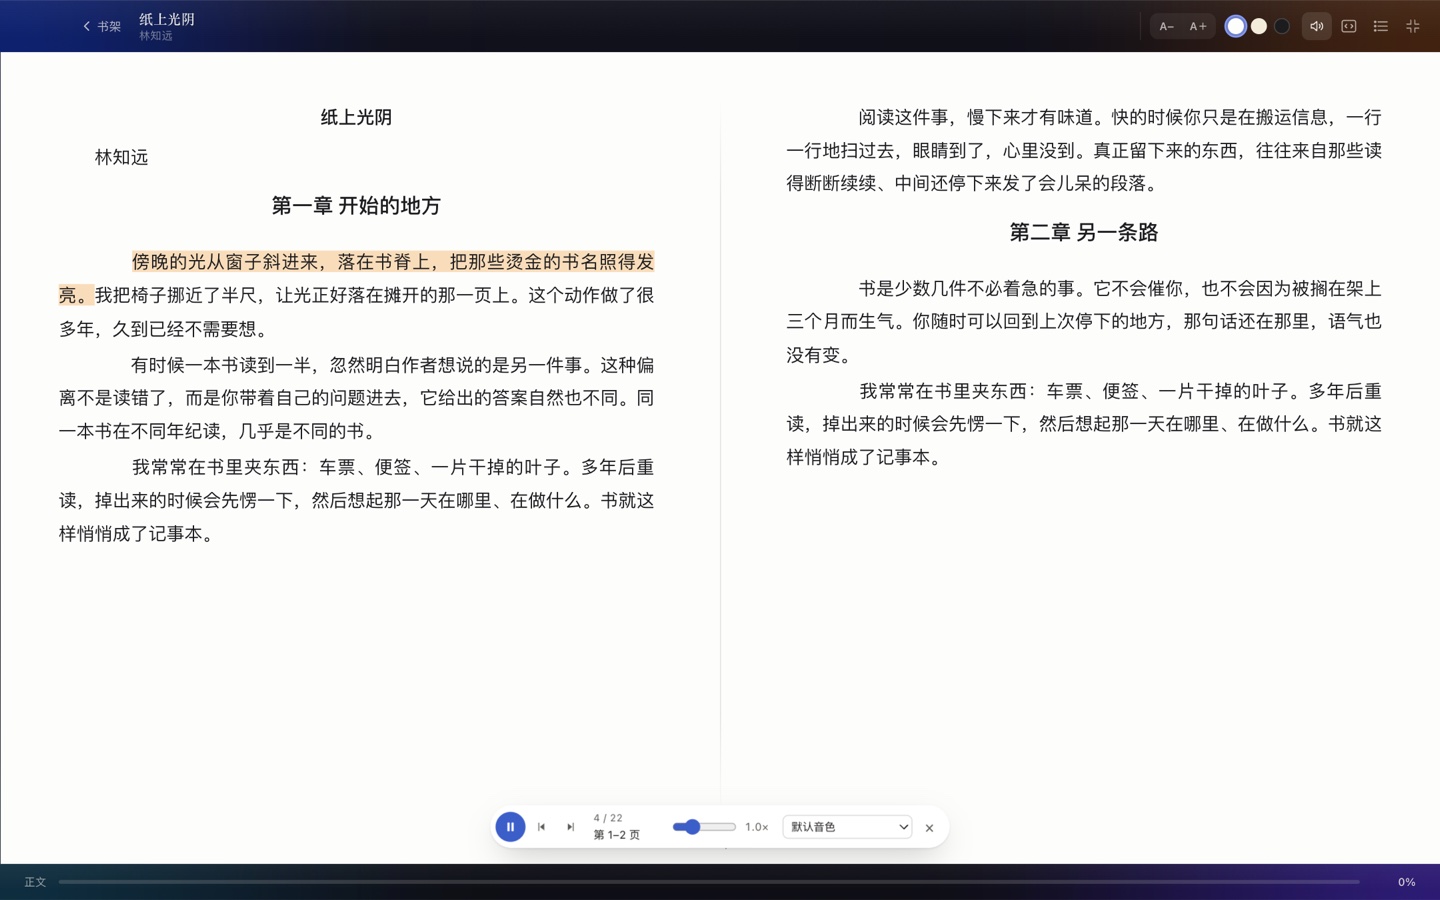 书架
纸上光阴
林知远
A-
A+
纸上光阴
林知远
第一章 开始的地方
傍晚的光从窗子斜进来，落在书脊上，把那些烫金的书名照得发
亮。我把椅子挪近了半尺，让光正好落在摊开的那一页上。这个动作做了很
多年，久到已经不需要想。
有时候一本书读到一半，忽然明白作者想说的是另一件事。这种偏
离不是读错了，而是你带着自己的问题进去，它给出的答案自然也不同。同
一本书在不同年纪读，几乎是不同的书。
我常常在书里夹东西：车票、便签、一片干掉的叶子。多年后重
读，掉出来的时候会先愣一下，然后想起那一天在哪里、在做什么。书就这
样悄悄成了记事本。
阅读这件事，慢下来才有味道。快的时候你只是在搬运信息，一行
一行地扫过去，眼睛到了，心里没到。真正留下来的东西，往往来自那些读
得断断续续、中间还停下来发了会儿呆的段落。
第二章 另一条路
书是少数几件不必着急的事。它不会催你，也不会因为被搁在架上
三个月而生气。你随时可以回到上次停下的地方，那句话还在那里，语气也
没有变。
我常常在书里夹东西：车票、便签、一片干掉的叶子。多年后重
读，掉出来的时候会先愣一下，然后想起那一天在哪里、在做什么。书就这
样悄悄成了记事本。
4 / 22
第 1–2 页
1.0×
默认音色
正文
0%